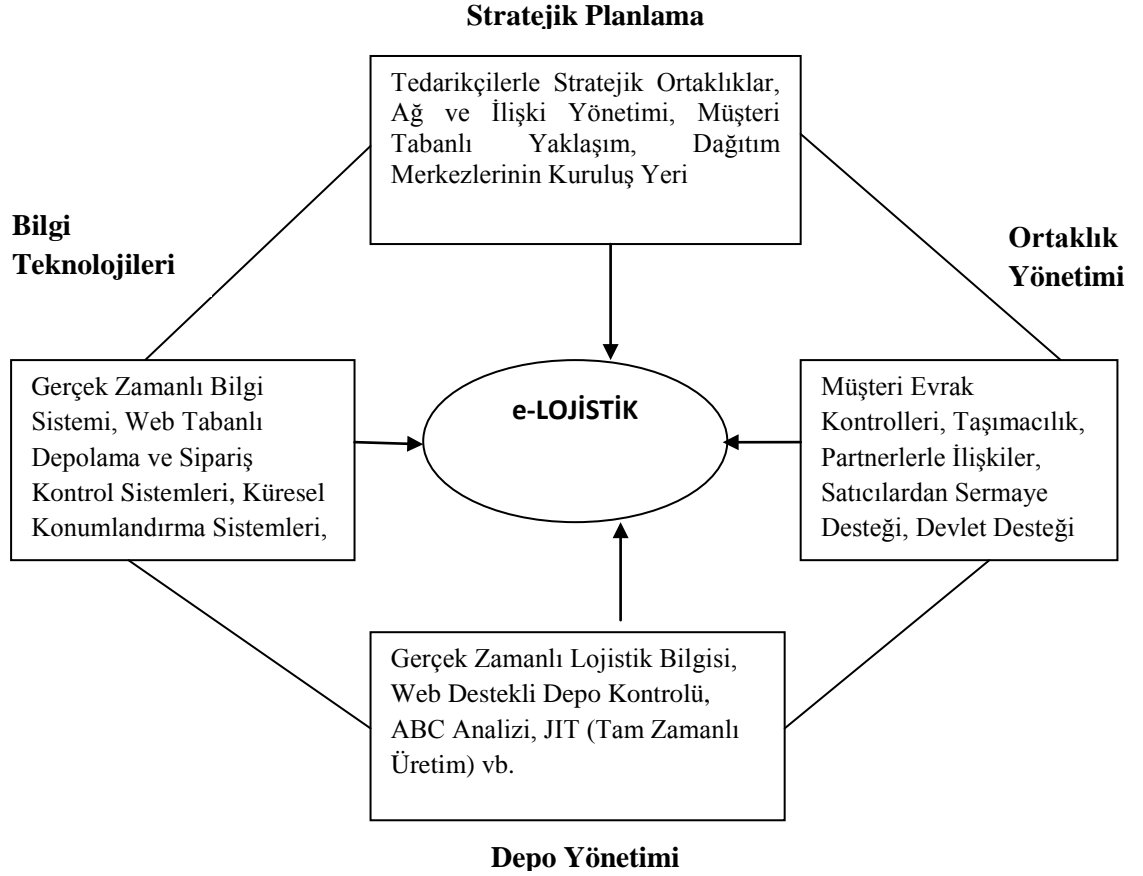 Stratejik Planlama
Tedarikçilerle Stratejik Ortaklıklar,
Ağ ve İlişki Yönetimi, Müşteri
Tabanlı Yaklaşım, Dağıtım
Merkezlerinin Kuruluş Yeri
Bilgi
Teknolojileri
Ortaklık
Yönetimi
Gerçek Zamanlı Bilgi
Sistemi, Web Tabanlı
Depolama ve Sipariş
Kontrol Sistemleri, Küresel
Konumlandırma Sistemleri,
e-LOJİSTİK
Müşteri Evrak
Kontrolleri, Taşımacılık,
Partnerlerle İlişkiler,
Satıcılardan Sermaye
Desteği, Devlet Desteği
Gerçek Zamanlı Lojistik Bilgisi,
Web Destekli Depo Kontrolü,
ABC Analizi, JIT (Tam Zamanlı
Üretim) vb.
Depo Yönetimi